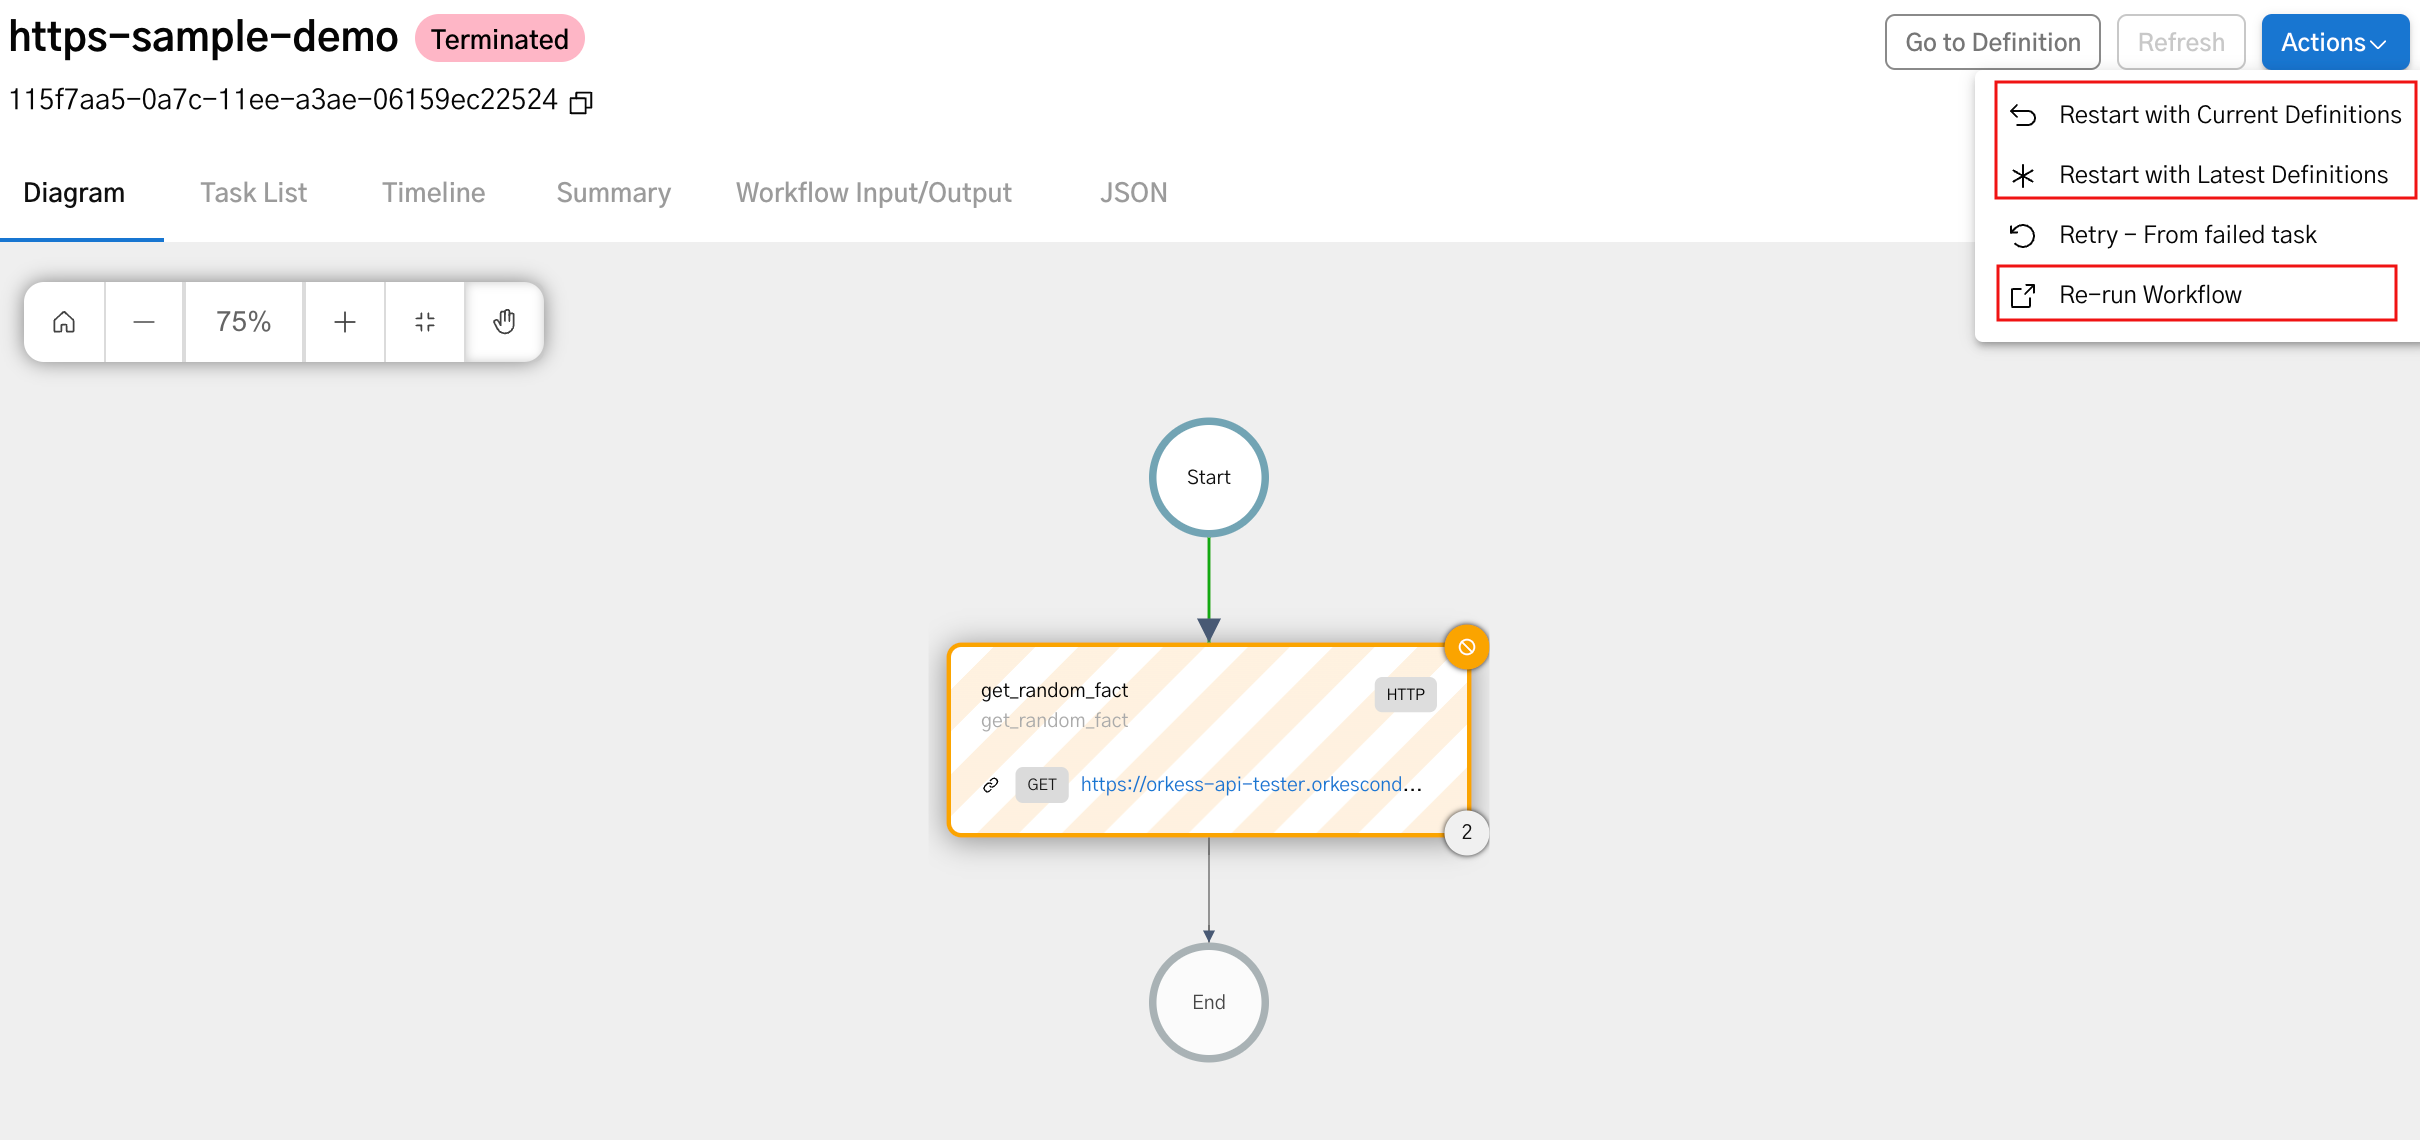 https-sample-demo Terminated
Go to Definition Refresh Actions
115f7aa5-0a7c-11ee-a3ae-06159ec22524
Restart with Current Definitions
Restart with Latest Definitions
Retry - From failed task
Re-run Workflow
Diagram Task List Timeline Summary Workflow Input/Output JSON
75%
Start
get_random_fact HTTP
get_random_fact
GET https://orkess-api-tester.orkescond...
2
End